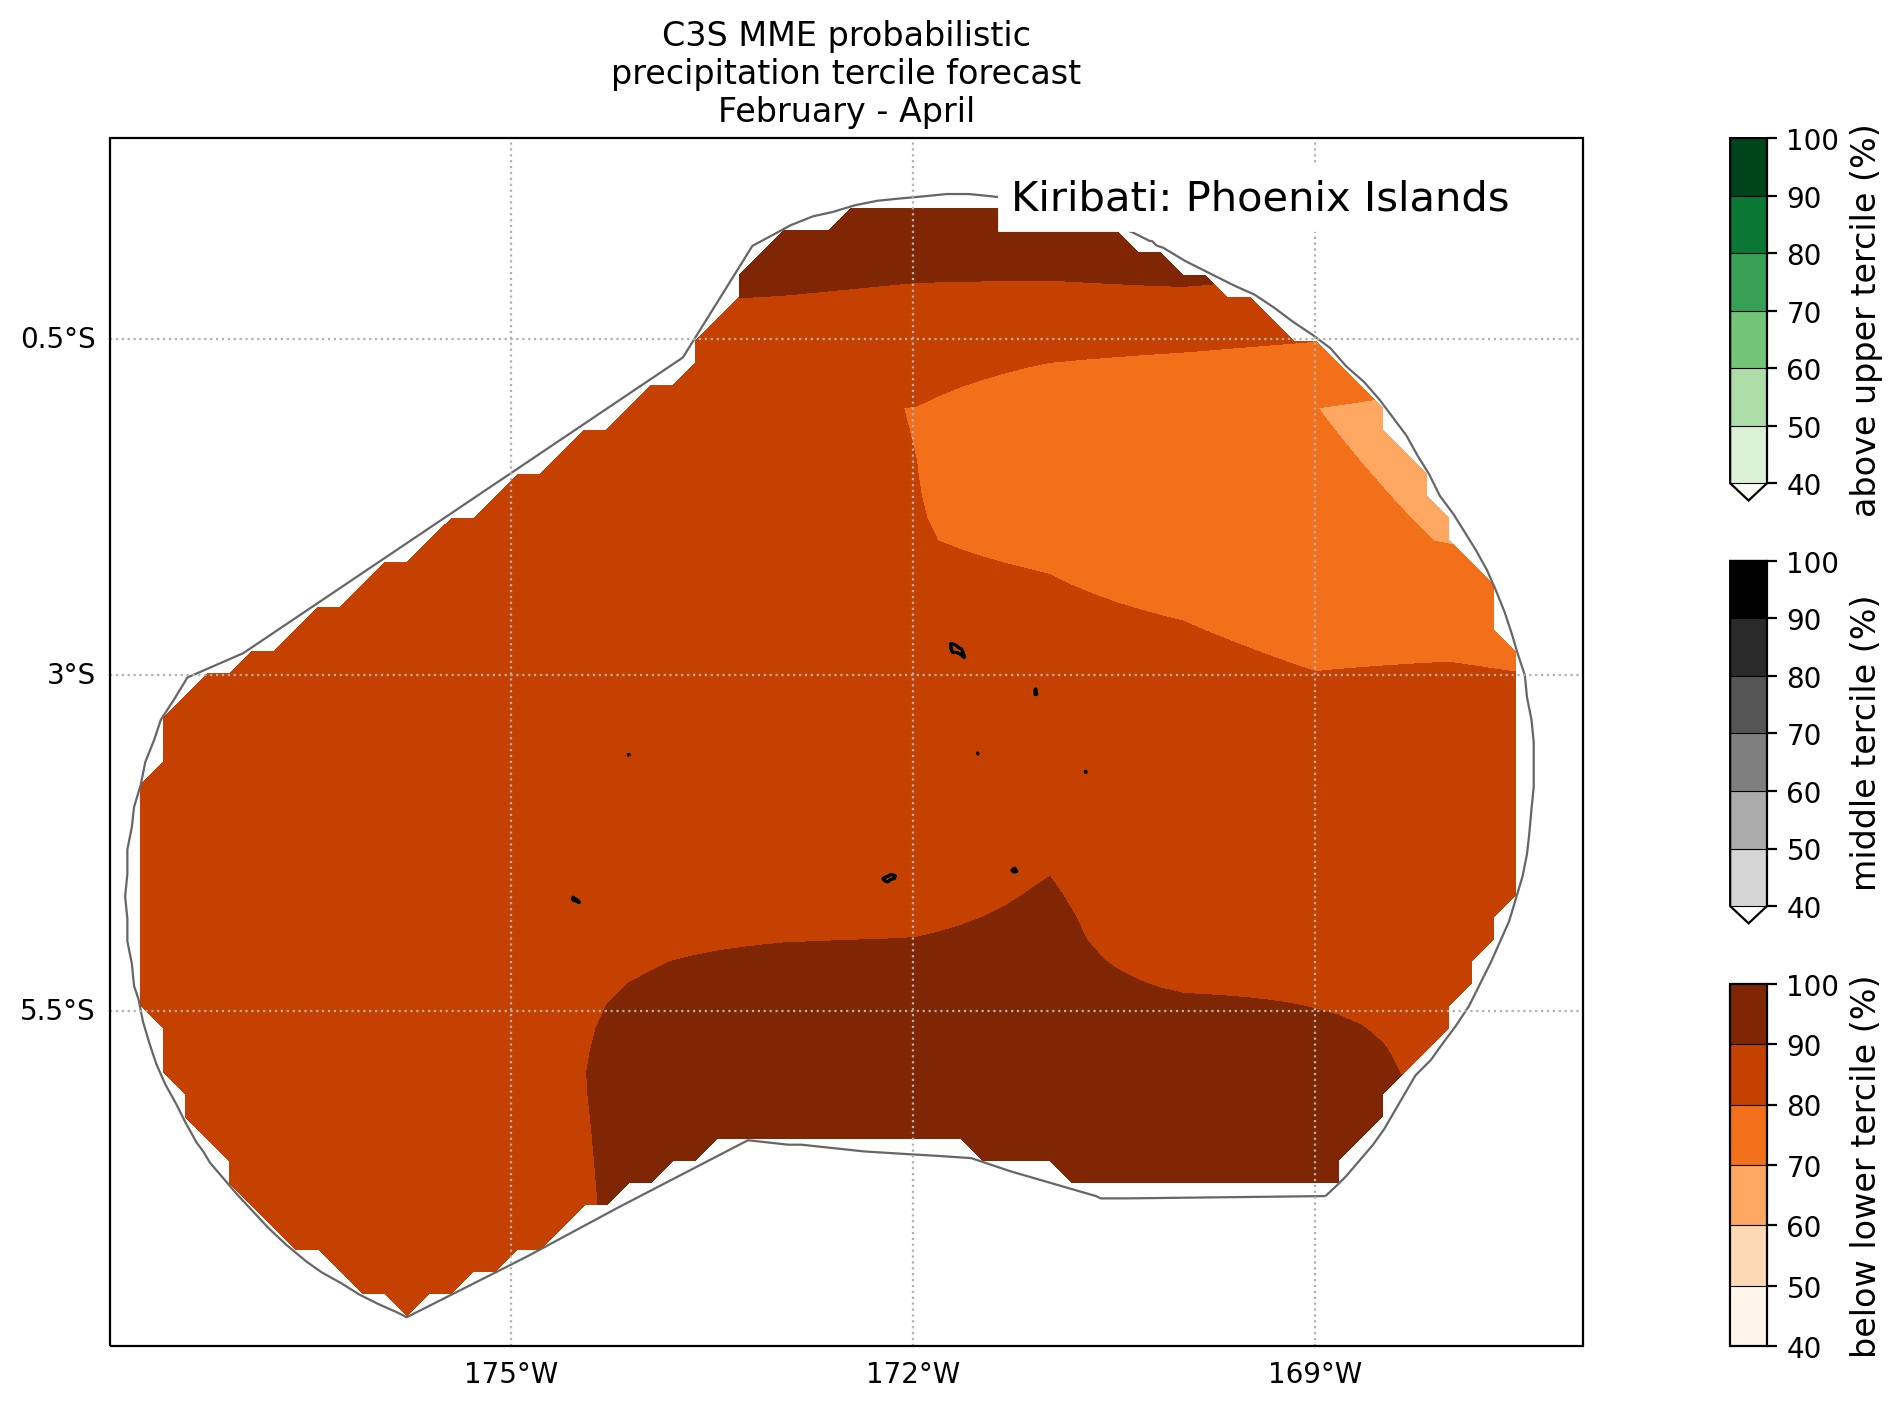 C3S MME probabilistic
precipitation tercile forecast
February - April
Kiribati: Phoenix Islands
0.5°S
3°S
5.5°S
175°W
172°W
169°W
100
90
80
70
60
50
40
above upper tercile (%)
100
90
80
70
60
50
40
middle tercile (%)
100
90
80
70
60
50
40
below lower tercile (%)